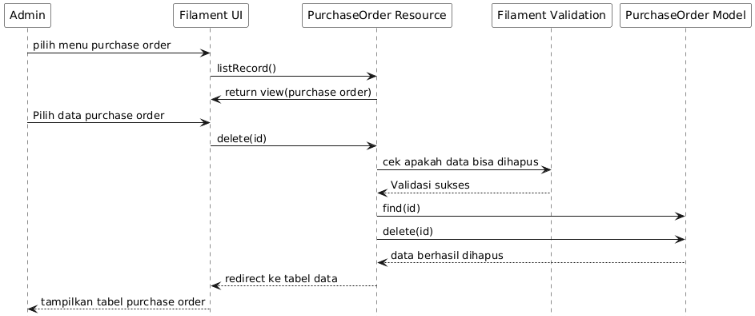 Admin
Filament UI
PurchaseOrder Resource
Filament Validation
PurchaseOrder Model
pilih menu purchase order
listRecord()
return view(purchase order)
Pilih data purchase order
delete(id)
cek apakah data bisa dihapus
Validasi sukses
find(id)
delete(id)
data berhasil dihapus
redirect ke tabel data
tampilkan tabel purchase order